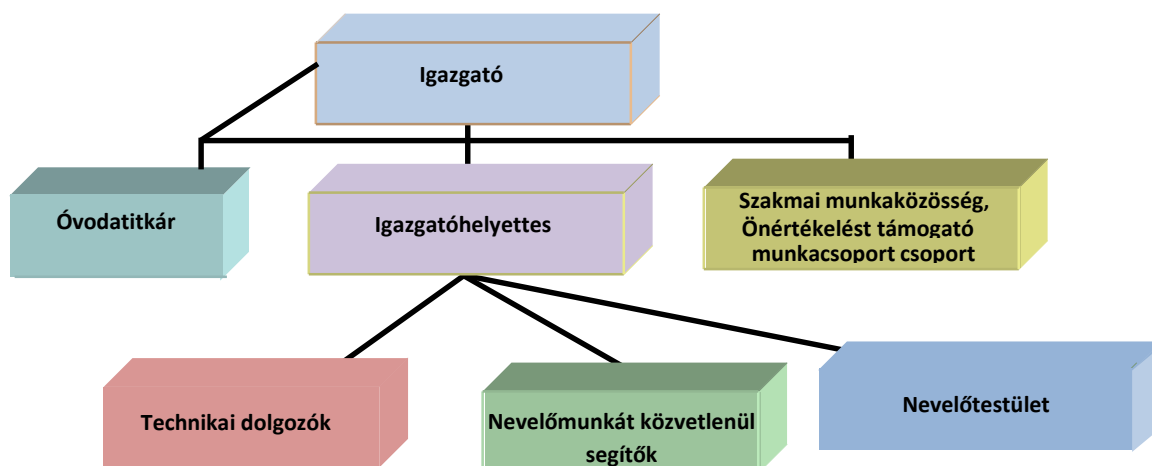 Igazgató
Óvodatitkár
Igazgatóhelyettes
Szakmai munkaközösség,
Önértékelést támogató
munkacsoport csoport
Technikai dolgozók
Nevelőmunkát közvetlenül
segítők
Nevelőtestület